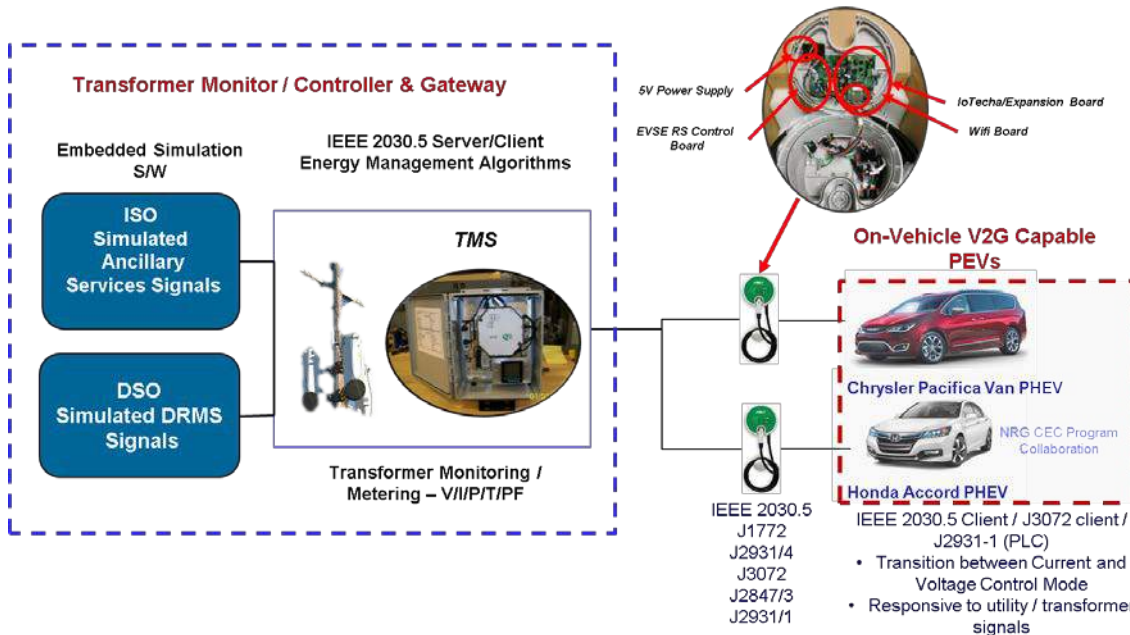 Transformer Monitor / Controller & Gateway
Embedded Simulation
S/W
IEEE 2030.5 Server/Client
Energy Management Algorithms
ISO
Simulated
Ancillary
Services Signals
DSO
Simulated DRMS
Signals
TMS
Transformer Monitoring /
Metering – V/I/P/T/PF
5V Power Supply
EVSE RS Control
Board
IoTecha/Expansion Board
Wifi Board
On-Vehicle V2G Capable
PEVs
Chrysler Pacifica Van PHEV
NRG CEC Program
Collaboration
Honda Accord PHEV
IEEE 2030.5
J1772
J2931/4
J3072
J2847/3
J2931/1
IEEE 2030.5 Client / J3072 client /
J2931-1 (PLC)
• Transition between Current and
Voltage Control Mode
• Responsive to utility / transformer
signals